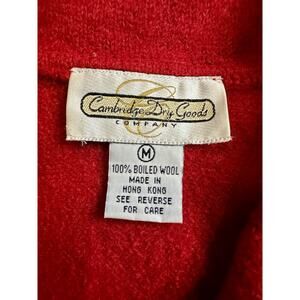 Cambridge Dry Goods
COMPANY
M
100% BOILED WOOL
MADE IN
HONG KONG
SEE REVERSE
FOR CARE